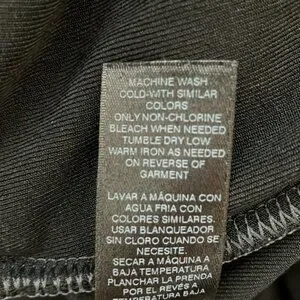 MACHINE WASH
COLD-WITH SIMILAR
COLORS
ONLY NON-CHLORINE
BLEACH WHEN NEEDED
TUMBLE DRY LOW
WARM IRON AS NEEDED
ON REVERSE OF
GARMENT
LAVAR A MÁQUINA CON
AGUA FRIA CON
COLORES SIMILARES.
USAR BLANQUEADOR
SIN CLORO CUANDO SE
NECESITE.
SECAR A MÁQUINA A
BAJA TEMPERATURA
PLANCHAR LA PRENDA
POR EL REVÉS A
TEMPERATURA BAJA